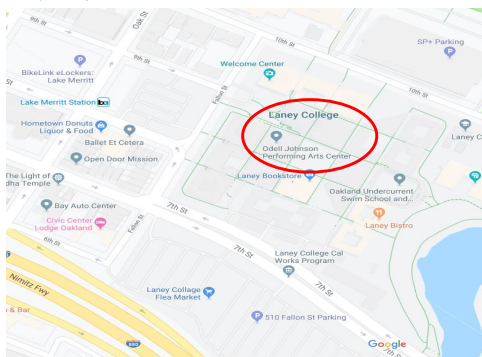 9th St
Oak St
10th St
SP+ Parking
BikeLink eLockers:
Lake Merritt
9th St
Welcome Center
Fallon St
10th St
Lake Merritt Station
Laney College
Hometown Donuts
Liquor & Food
Ballet Et Cetera
Odell Johnson
Performing Arts Center
Laney C
Open Door Mission
The Light of
dha Temple
Laney Bookstore
Oakland Undercurrent
Swim School and...
Bay Auto Center
7th St
Civic Center
Lodge Oakland
Fallon St
Laney Bistro
6th St
7th St
Laney College Cal
Works Program
Nimitz Fwy
7th St
Laney Collage
Flea Market
& Bar
510 Fallon St Parking
880
Google
7th S